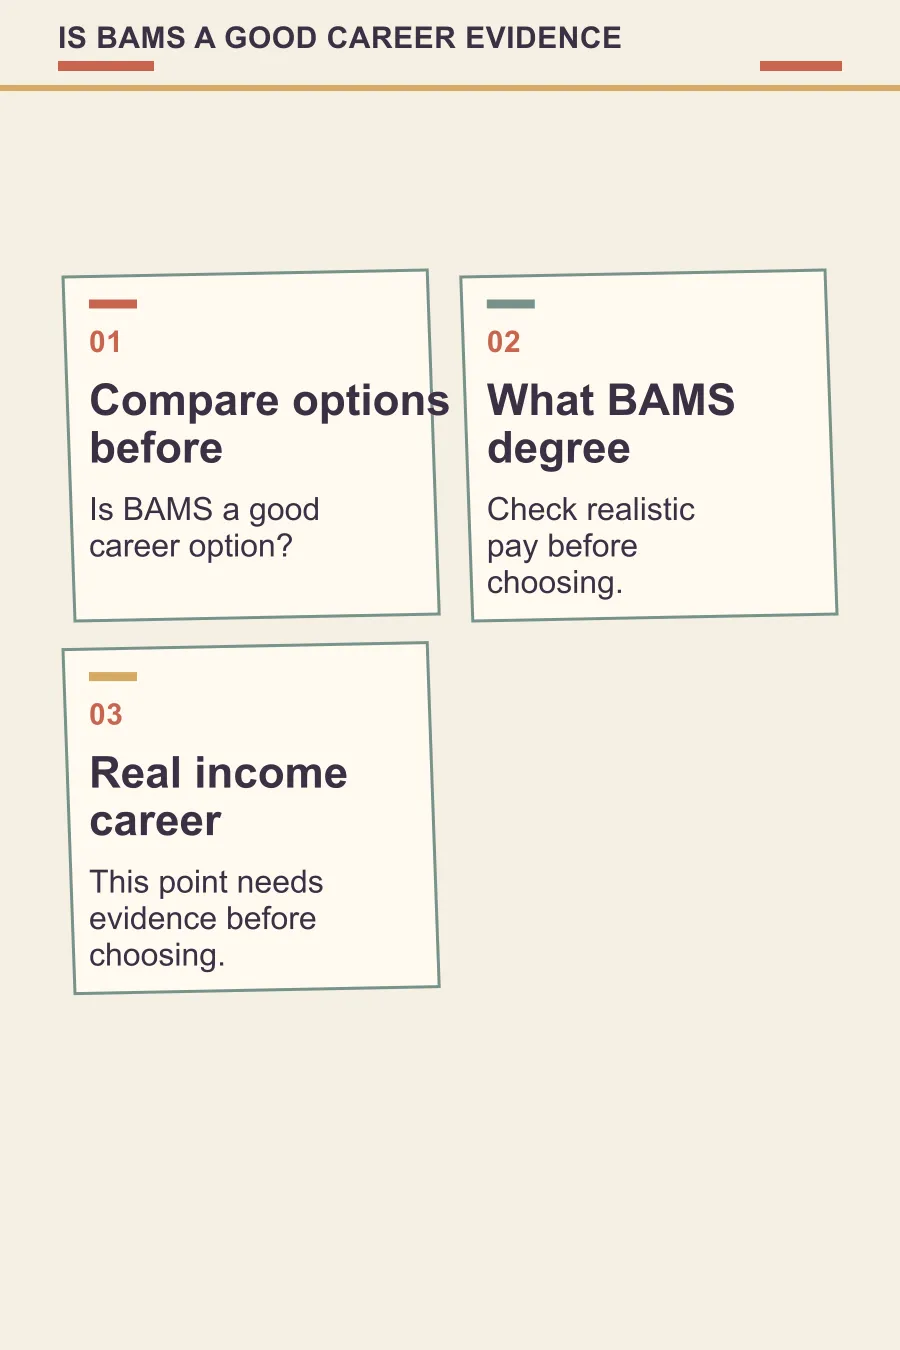 IS BAMS A GOOD CAREER EVIDENCE
01
Compare options
before
Is BAMS a good
career option?
02
What BAMS
degree
Check realistic
pay before
choosing.
03
Real income
career
This point needs
evidence before
choosing.